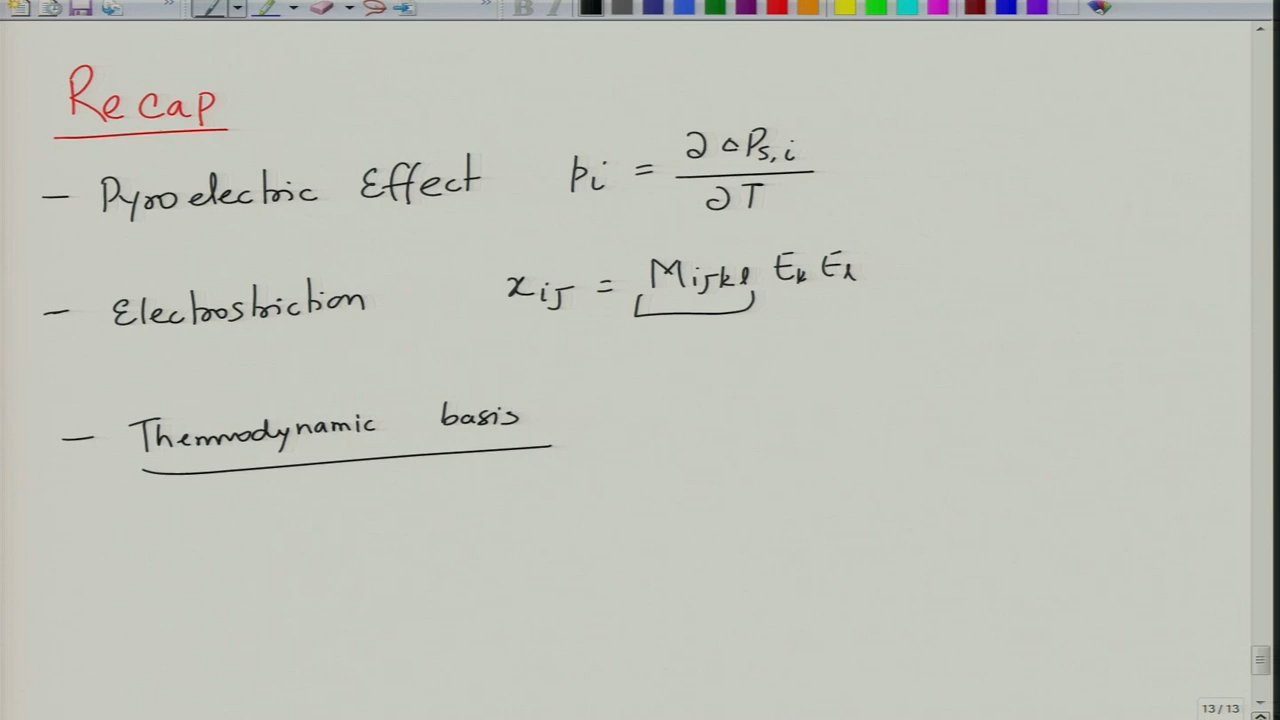 Recap
- Pyroelectric Effect pi = ∂ΔPs,i / ∂T
- Electrostriction xij = Mijkl Ek El
- Thermodynamic basis
13 / 13